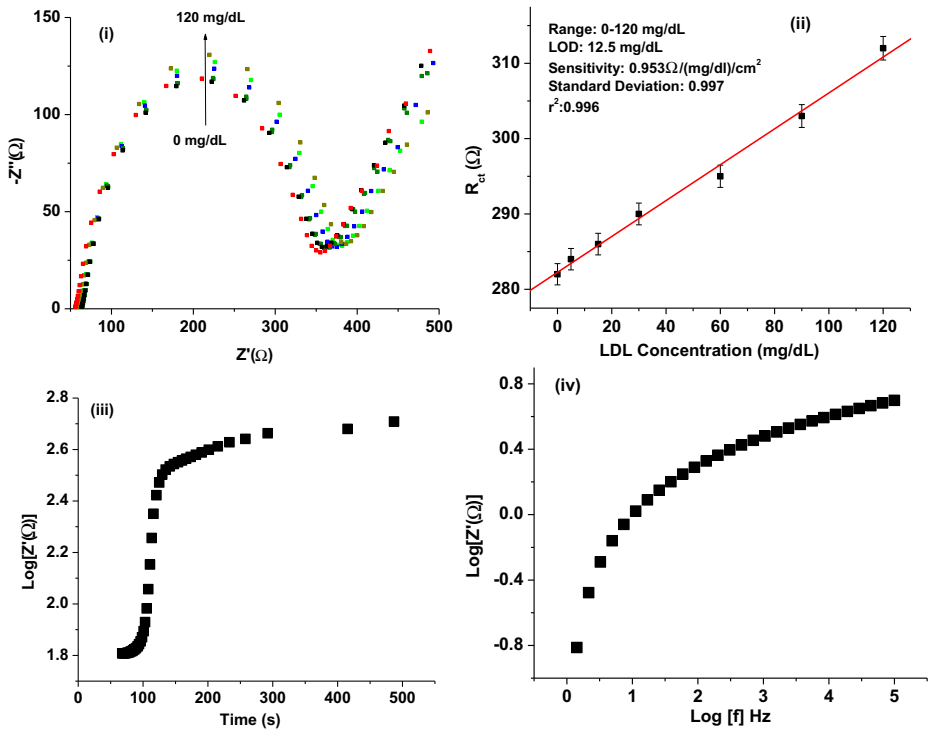 (i)
120 mg/dL
0 mg/dL
-Z''(Ω)
150
100
50
0
100
200
300
400
500
Z'(Ω)
(ii)
Range: 0-120 mg/dL
LOD: 12.5 mg/dL
Sensitivity: 0.953Ω/(mg/dl)/cm²
Standard Deviation: 0.997
r²:0.996
R_ct (Ω)
310
300
290
280
0
20
40
60
80
100
120
LDL Concentration (mg/dL)
(iii)
Log[Z'(Ω)]
2.8
2.6
2.4
2.2
2.0
1.8
0
100
200
300
400
500
Time (s)
(iv)
Log[Z'(Ω)]
0.8
0.4
0.0
-0.4
-0.8
0
1
2
3
4
5
Log [f] Hz